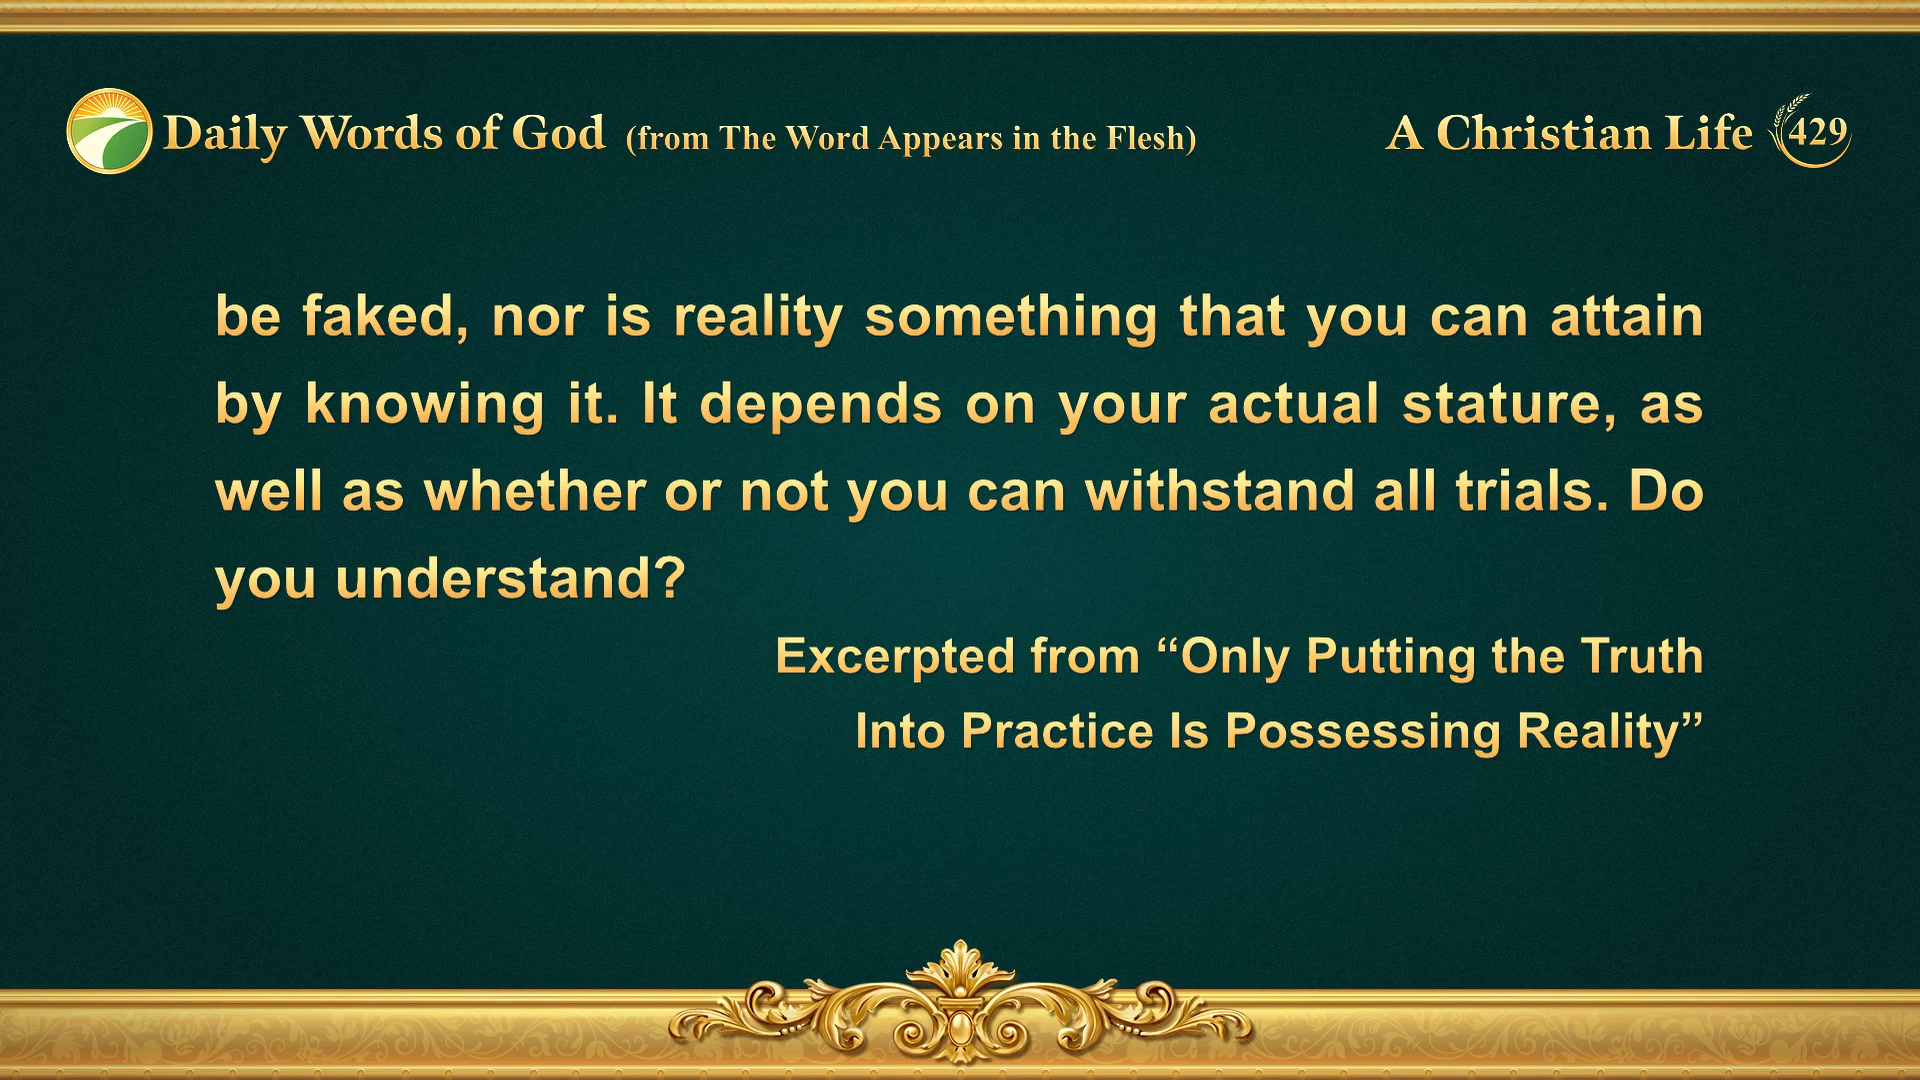 Daily Words of God (from The Word Appears in the Flesh)
A Christian Life 429
be faked, nor is reality something that you can attain
by knowing it. It depends on your actual stature, as
well as whether or not you can withstand all trials. Do
you understand?
Excerpted from “Only Putting the Truth
Into Practice Is Possessing Reality”